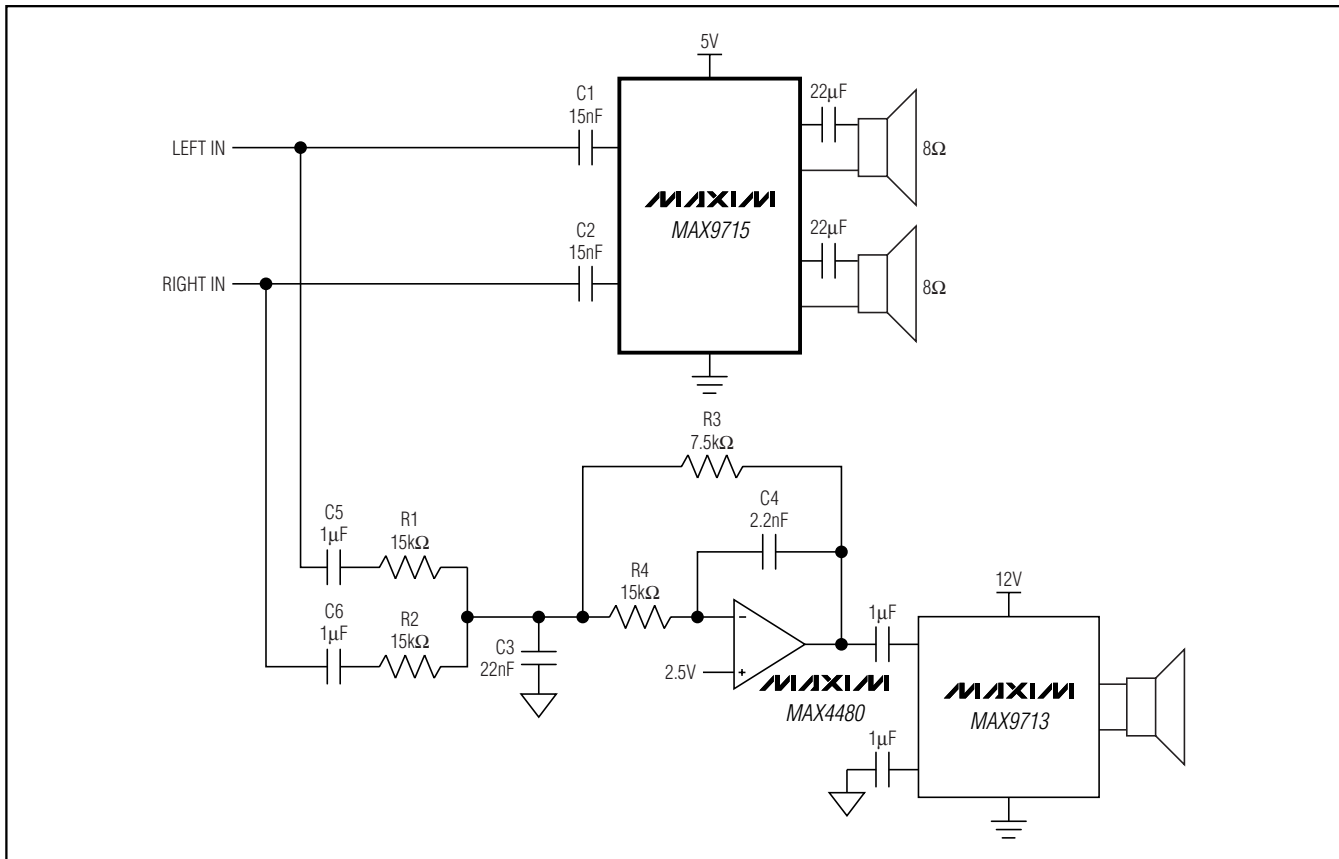 5V
C1
15nF
22µF
LEFT IN
8Ω
MAXIM
MAX9715
C2
15nF
22µF
RIGHT IN
8Ω
R3
7.5kΩ
C4
2.2nF
C5
1µF
R1
15kΩ
R4
15kΩ
12V
C6
1µF
R2
15kΩ
C3
22nF
−
2.5V
+
1µF
MAXIM
MAX4480
MAXIM
MAX9713
1µF